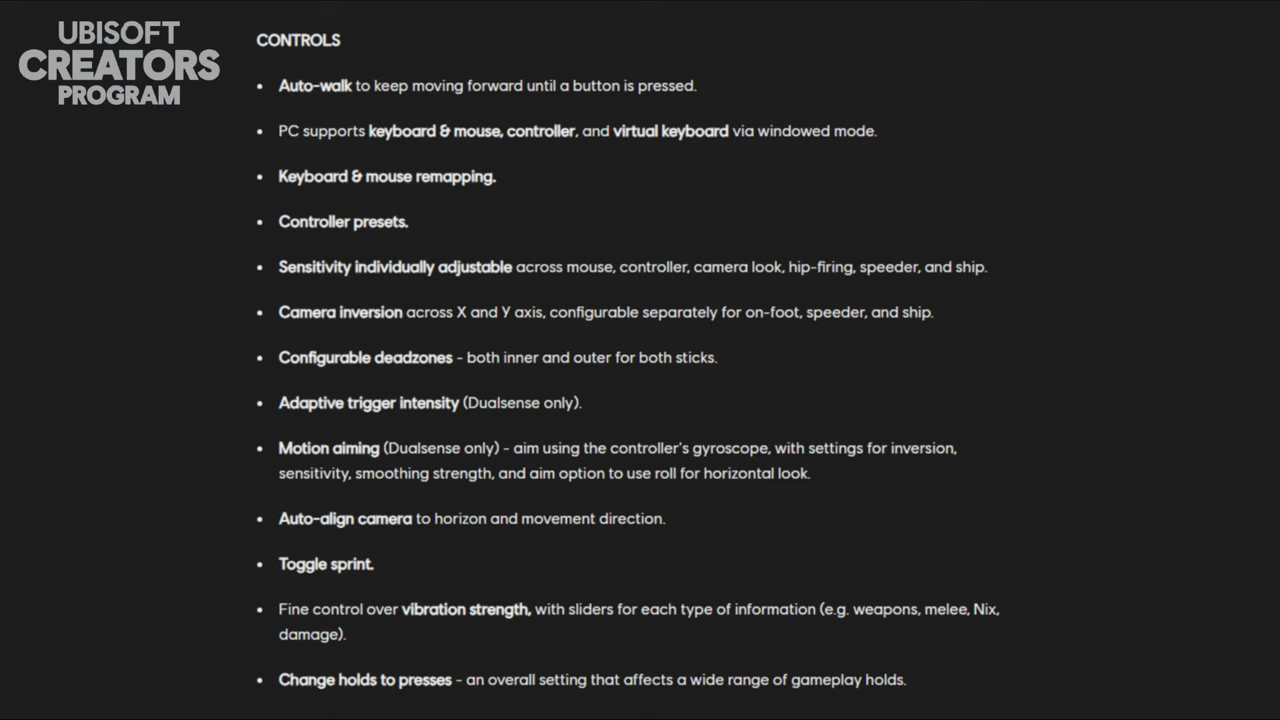 UBISOFT
CREATORS
PROGRAM
CONTROLS
• Auto-walk to keep moving forward until a button is pressed.
• PC supports keyboard & mouse, controller, and virtual keyboard via windowed mode.
• Keyboard & mouse remapping.
• Controller presets.
• Sensitivity individually adjustable across mouse, controller, camera look, hip-firing, speeder, and ship.
• Camera inversion across X and Y axis, configurable separately for on-foot, speeder, and ship.
• Configurable deadzones - both inner and outer for both sticks.
• Adaptive trigger intensity (Dualsense only).
• Motion aiming (Dualsense only) - aim using the controller's gyroscope, with settings for inversion,
sensitivity, smoothing strength, and aim option to use roll for horizontal look.
• Auto-align camera to horizon and movement direction.
• Toggle sprint.
• Fine control over vibration strength, with sliders for each type of information (e.g. weapons, melee, Nix,
damage).
• Change holds to presses - an overall setting that affects a wide range of gameplay holds.